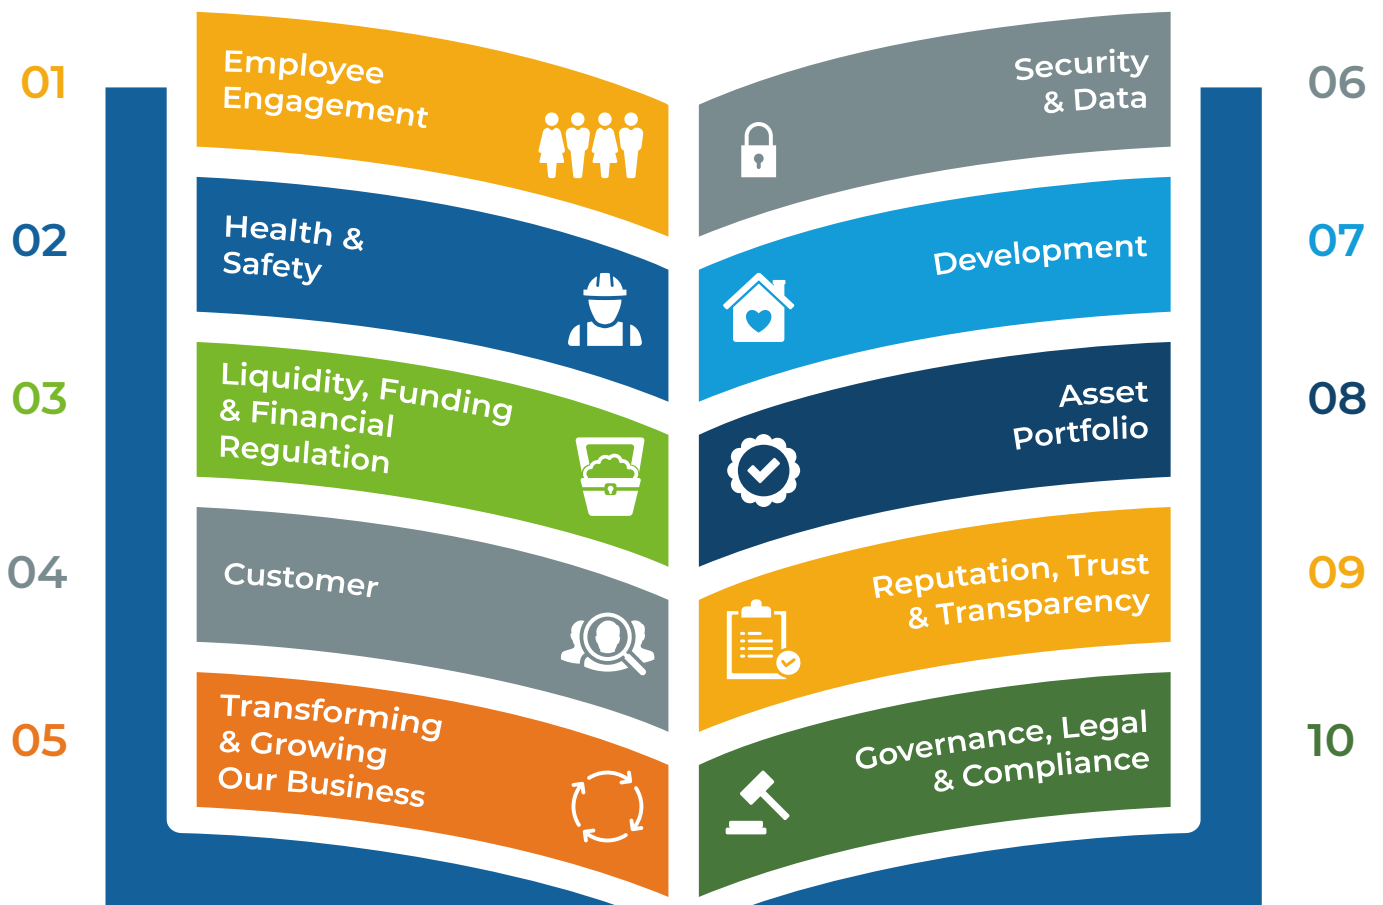 01
Employee
Engagement
02
Health &
Safety
03
Liquidity, Funding
& Financial
Regulation
04
Customer
05
Transforming
& Growing
Our Business
06
Security
& Data
07
Development
08
Asset
Portfolio
09
Reputation, Trust
& Transparency
10
Governance, Legal
& Compliance